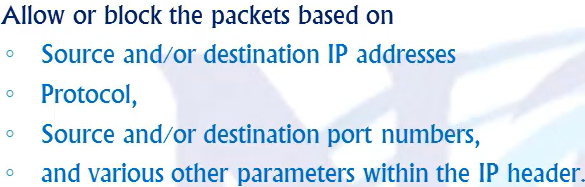 Allow or block the packets based on
◦ Source and/or destination IP addresses
◦ Protocol,
◦ Source and/or destination port numbers,
◦ and various other parameters within the IP header.